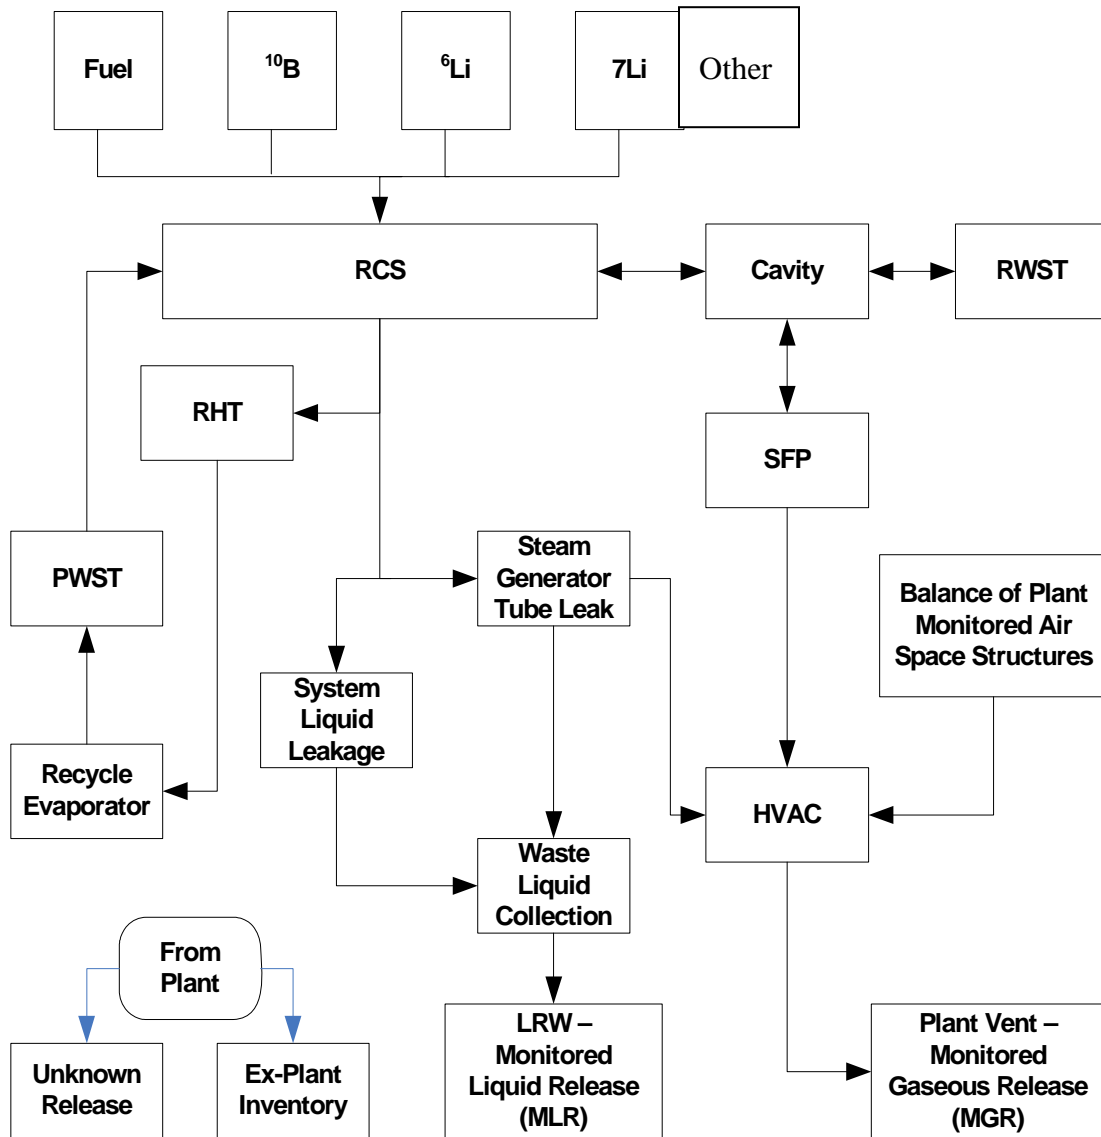 Fuel
¹⁰B
⁶Li
7Li
Other
RCS
Cavity
RWST
RHT
SFP
PWST
Steam
Generator
Tube Leak
Balance of Plant
Monitored Air
Space Structures
System
Liquid
Leakage
Recycle
Evaporator
HVAC
Waste
Liquid
Collection
From
Plant
Unknown
Release
Ex-Plant
Inventory
LRW –
Monitored
Liquid Release
(MLR)
Plant Vent –
Monitored
Gaseous Release
(MGR)